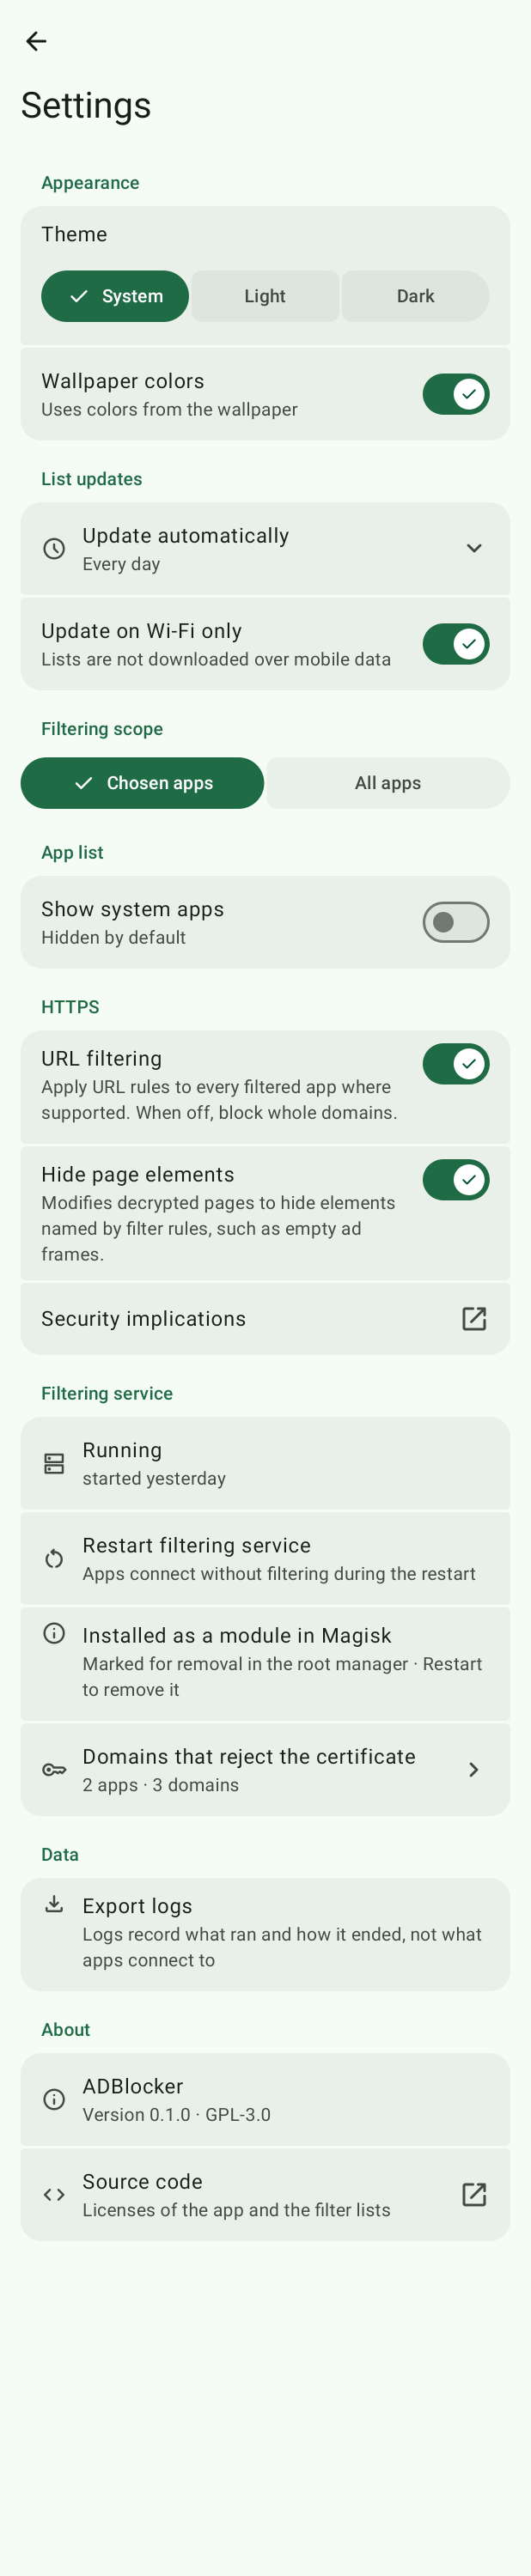 Settings
Appearance
Theme
System
Light
Dark
Wallpaper colors
Uses colors from the wallpaper
List updates
Update automatically
Every day
Update on Wi-Fi only
Lists are not downloaded over mobile data
Filtering scope
Chosen apps
All apps
App list
Show system apps
Hidden by default
HTTPS
URL filtering
Apply URL rules to every filtered app where
supported. When off, block whole domains.
Hide page elements
Modifies decrypted pages to hide elements
named by filter rules, such as empty ad
frames.
Security implications
Filtering service
Running
started yesterday
Restart filtering service
Apps connect without filtering during the restart
Installed as a module in Magisk
Marked for removal in the root manager · Restart
to remove it
Domains that reject the certificate
2 apps · 3 domains
Data
Export logs
Logs record what ran and how it ended, not what
apps connect to
About
ADBlocker
Version 0.1.0 · GPL-3.0
Source code
Licenses of the app and the filter lists